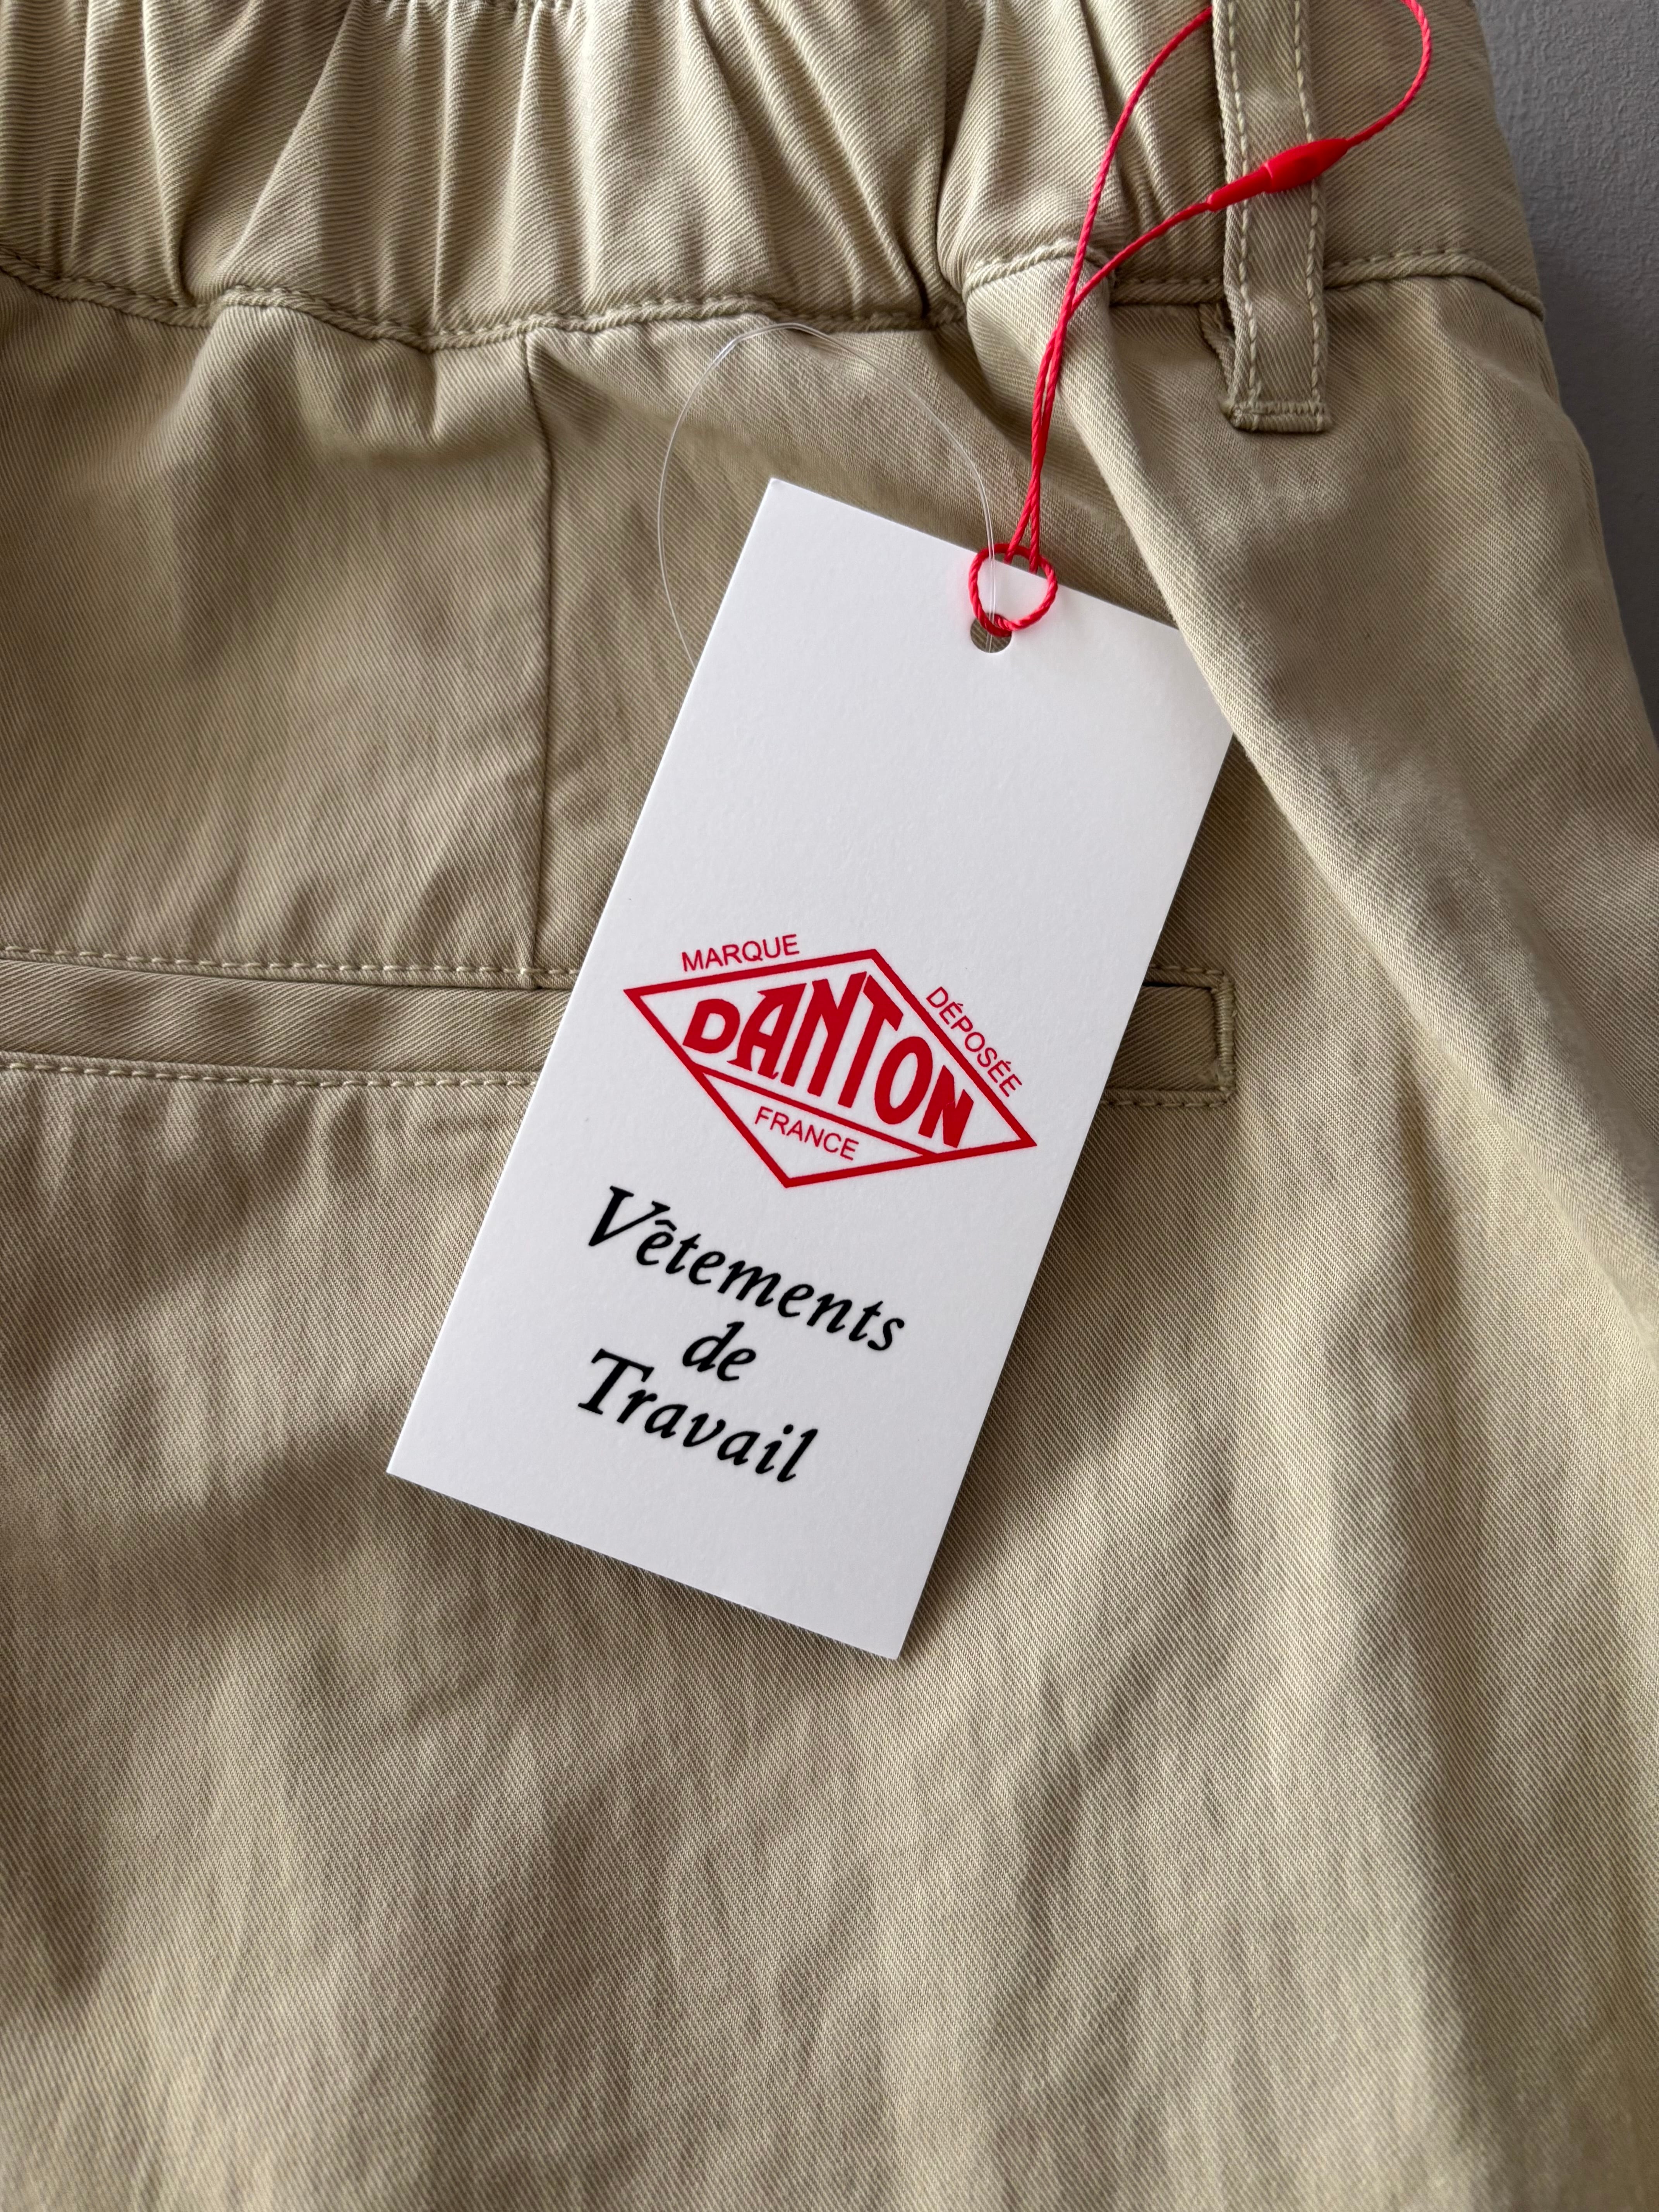 MARQUE
DÉPOSÉE
DANTON
FRANCE
Vêtements
de
Travail